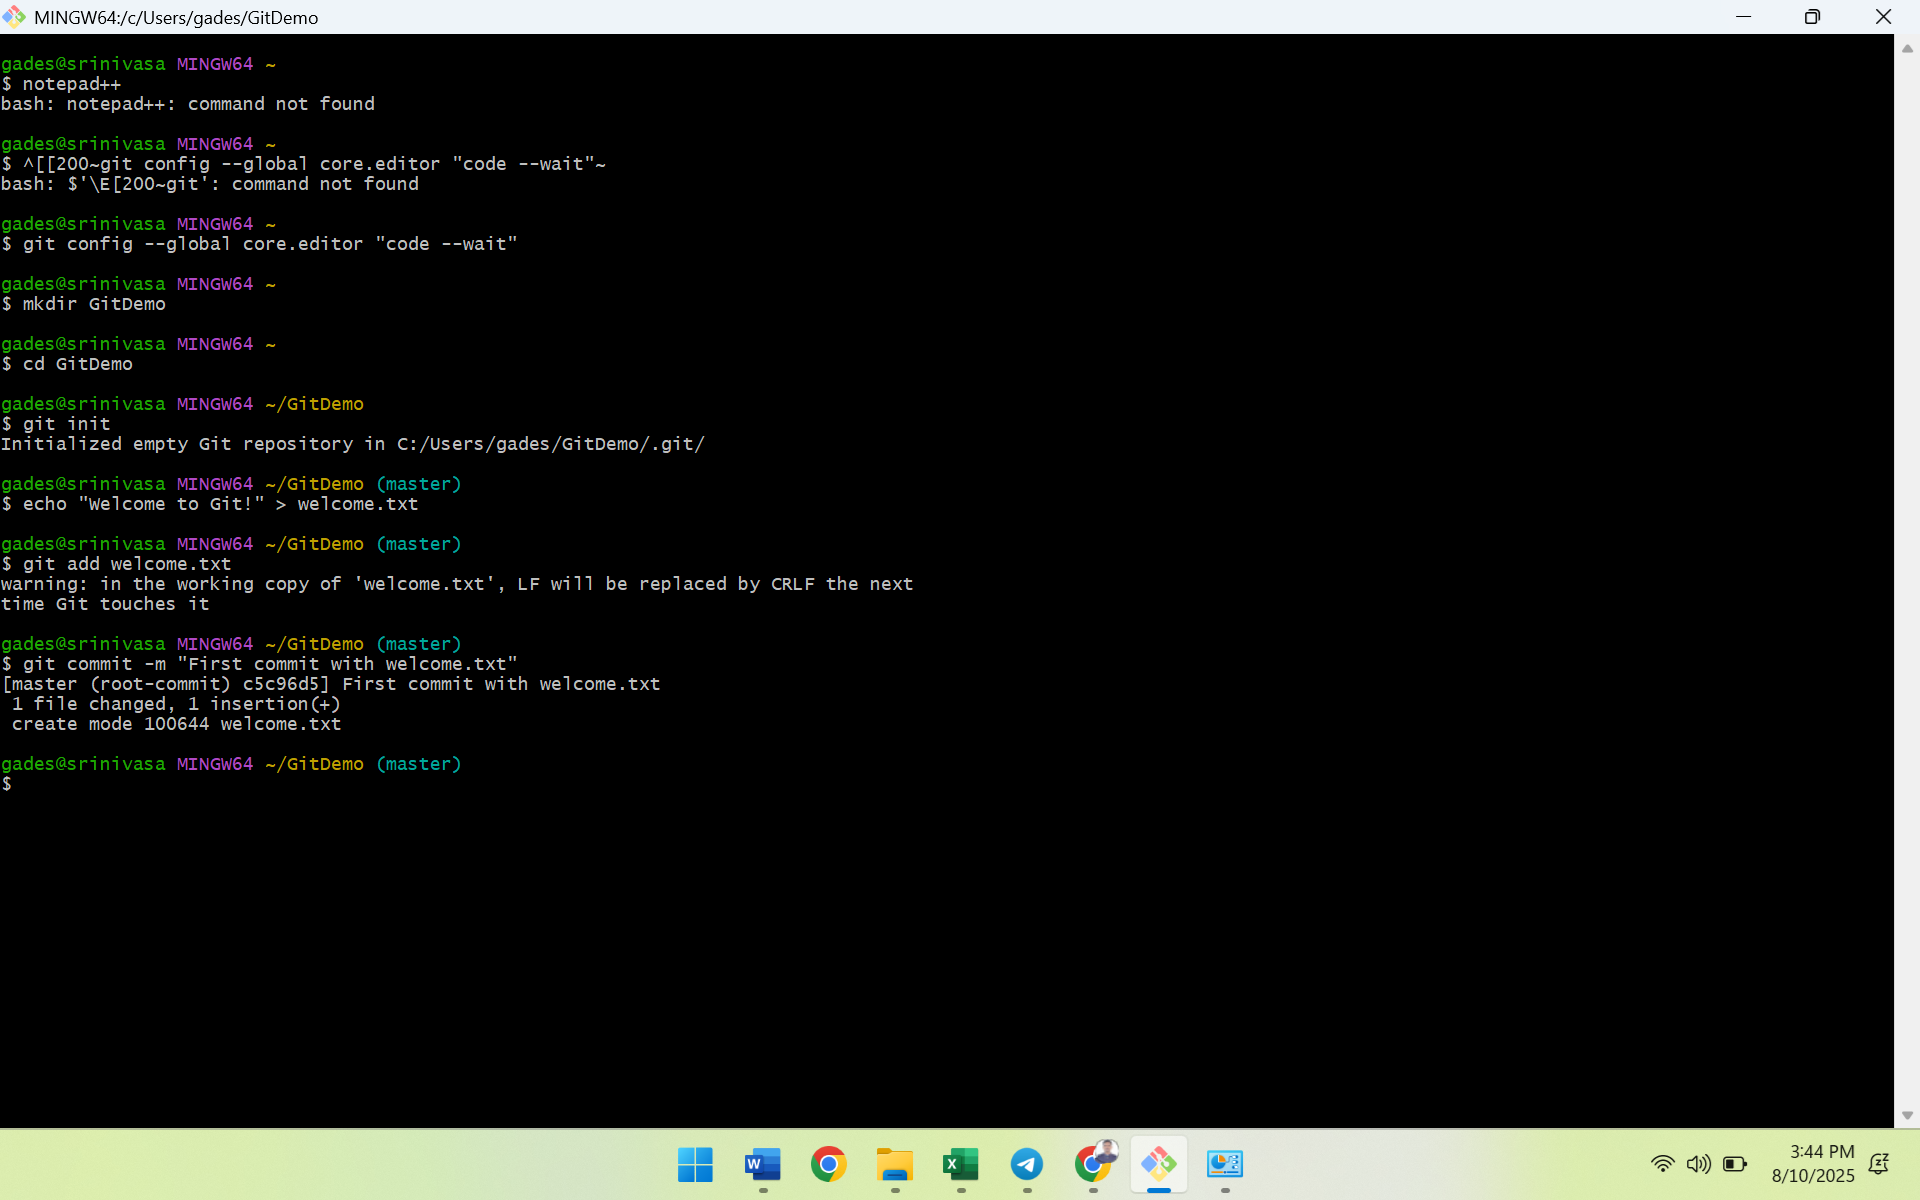 MINGW64:/c/Users/gades/GitDemo
gades@srinivasa MINGW64 ~
$ notepad++
bash: notepad++: command not found
gades@srinivasa MINGW64 ~
$ ^[[200~git config --global core.editor "code --wait"~
bash: $'\E[200~git': command not found
gades@srinivasa MINGW64 ~
$ git config --global core.editor "code --wait"
gades@srinivasa MINGW64 ~
$ mkdir GitDemo
gades@srinivasa MINGW64 ~
$ cd GitDemo
gades@srinivasa MINGW64 ~/GitDemo
$ git init
Initialized empty Git repository in C:/Users/gades/GitDemo/.git/
gades@srinivasa MINGW64 ~/GitDemo (master)
$ echo "Welcome to Git!" > welcome.txt
gades@srinivasa MINGW64 ~/GitDemo (master)
$ git add welcome.txt
warning: in the working copy of 'welcome.txt', LF will be replaced by CRLF the next
time Git touches it
gades@srinivasa MINGW64 ~/GitDemo (master)
$ git commit -m "First commit with welcome.txt"
[master (root-commit) c5c96d5] First commit with welcome.txt
 1 file changed, 1 insertion(+)
 create mode 100644 welcome.txt
gades@srinivasa MINGW64 ~/GitDemo (master)
$
3:44 PM
8/10/2025